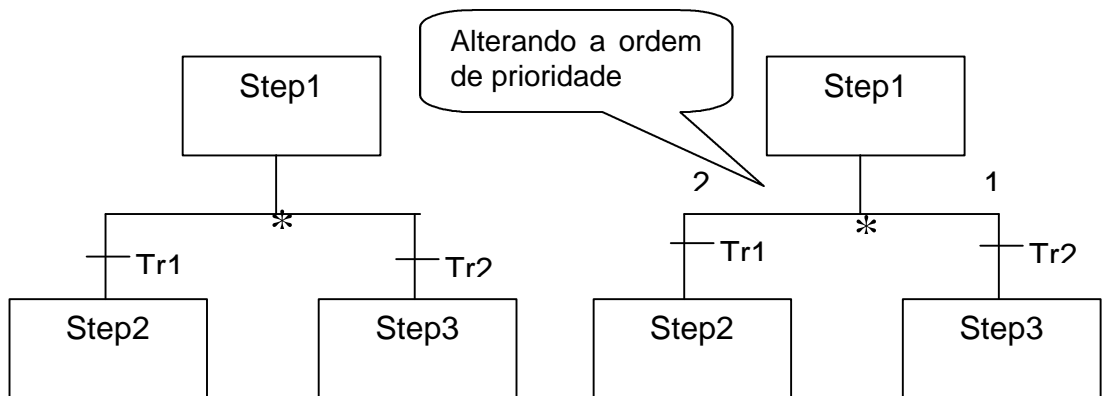 Alterando a ordem
de prioridade
Step1
Step1
2
1
*
*
Tr1
Tr2
Tr1
Tr2
Step2
Step3
Step2
Step3